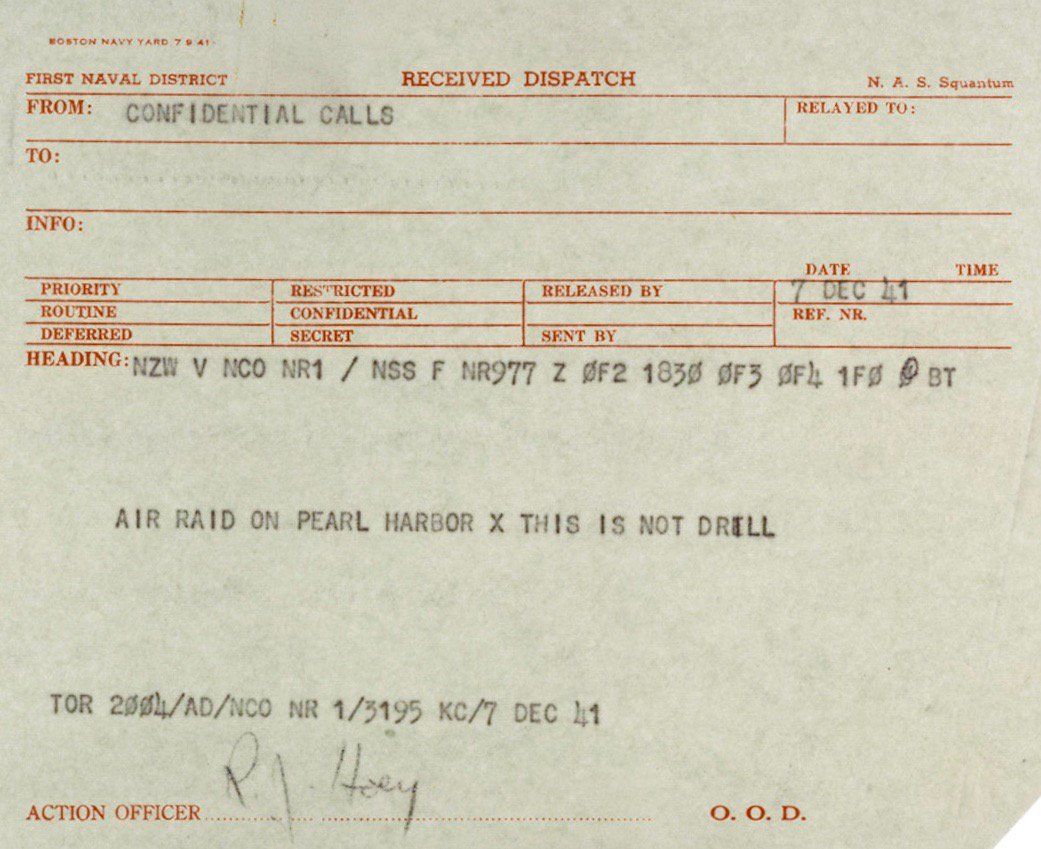 BOSTON NAVY YARD 7 9 41
FIRST NAVAL DISTRICT RECEIVED DISPATCH N. A. S. Squantum
FROM: CONFIDENTIAL CALLS RELAYED TO:
TO:
INFO:
DATE TIME
PRIORITY RESTRICTED RELEASED BY 7 DEC 41
ROUTINE CONFIDENTIAL REF. NR.
DEFERRED SECRET SENT BY
HEADING: NZW V NCO NR1 / NSS F NR977 Z ØF2 183Ø ØF3 ØF4 1FØ Ø BT
AIR RAID ON PEARL HARBOR X THIS IS NOT DRILL
TOR 2ØØ4/AD/NCO NR 1/3195 KC/7 DEC 41
R. J. Hoey
ACTION OFFICER O. O. D.